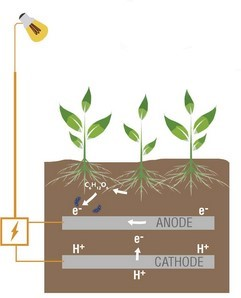 C₆H₁₂O₆
e⁻ e⁻
ANODE
e⁻
H⁺ H⁺
CATHODE
H⁺